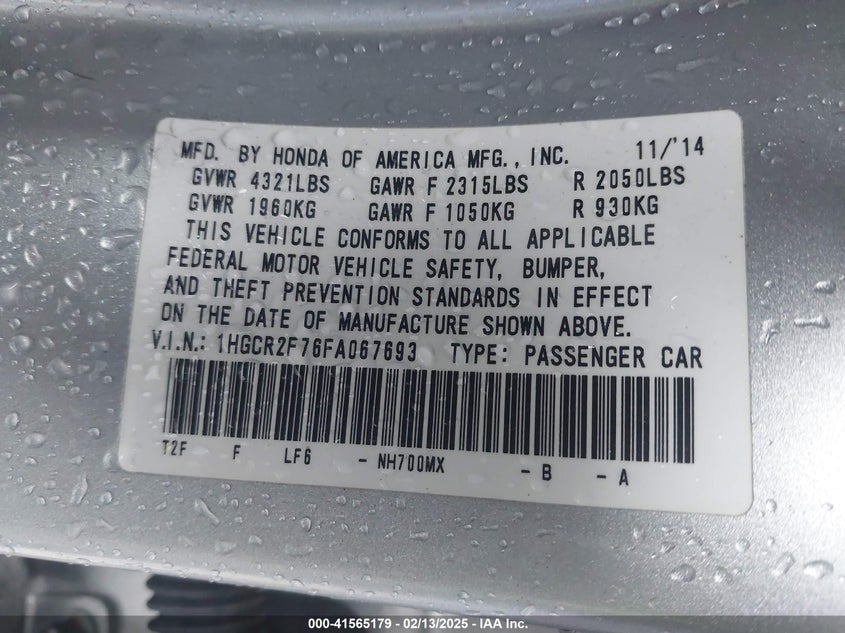 MFD. BY HONDA OF AMERICA MFG., INC. 11/'14
GVWR 4321LBS GAWR F 2315LBS R 2050LBS
GVWR 1960KG GAWR F 1050KG R 930KG
THIS VEHICLE CONFORMS TO ALL APPLICABLE
FEDERAL MOTOR VEHICLE SAFETY, BUMPER,
AND THEFT PREVENTION STANDARDS IN EFFECT
ON THE DATE OF MANUFACTURE SHOWN ABOVE.
V.I.N.: 1HGCR2F76FA067693 TYPE: PASSENGER CAR
T2F F LF6 - NH700MX - B - A
000-41565179 - 02/13/2025 - IAA Inc.